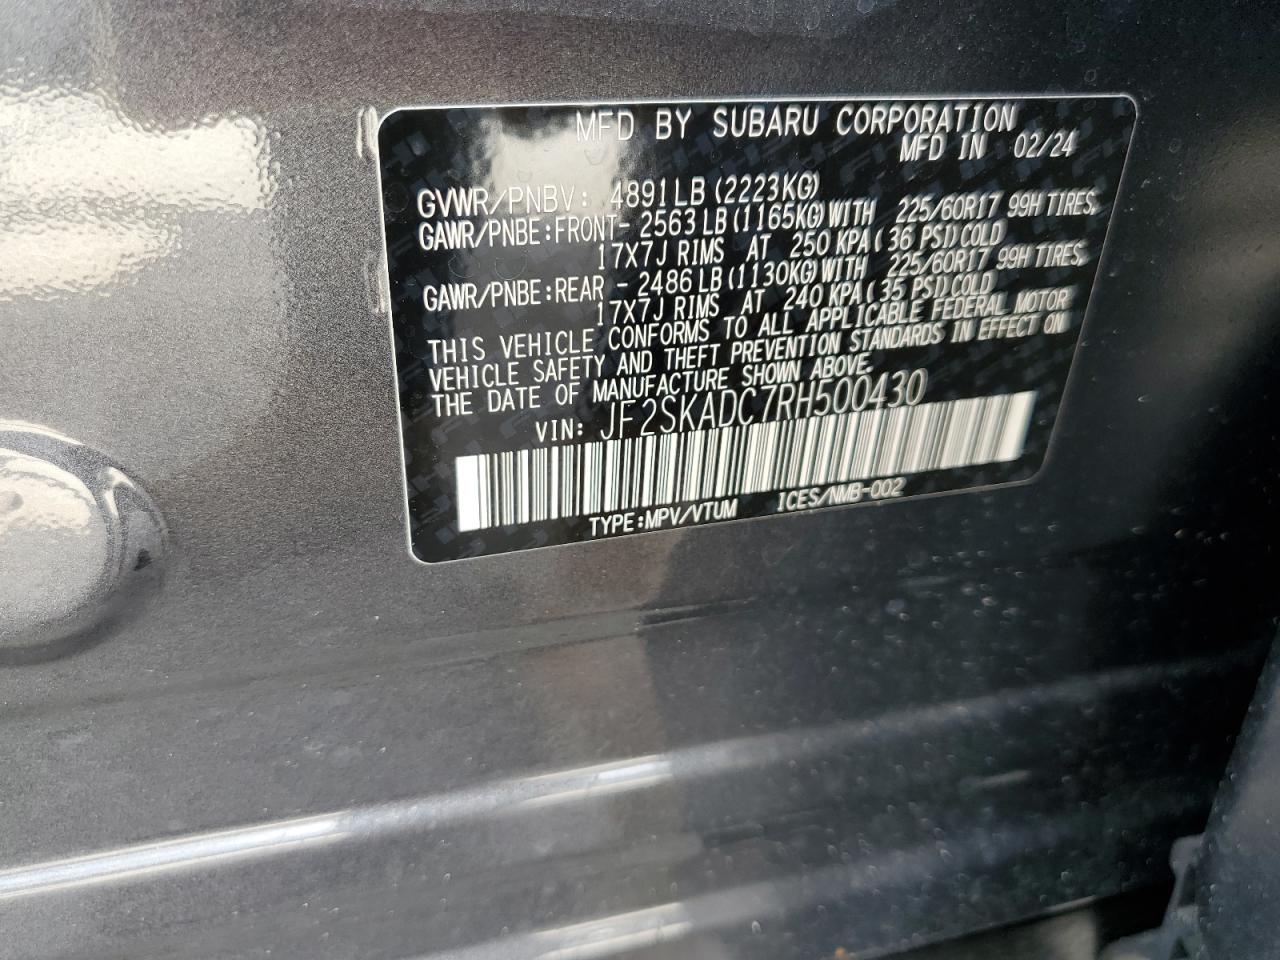 MFD BY SUBARU CORPORATION
MFD IN 02/24
GVWR/PNBV: 4891LB (2223KG)
GAWR/PNBE:FRONT- 2563 LB (1165KG) WITH 225/60R17 99H TIRES,
17X7J RIMS AT 250 KPA ( 36 PSI) COLD
GAWR/PNBE:REAR - 2486 LB (1130KG) WITH 225/60R17 99H TIRES,
17X7J RIMS AT 240 KPA ( 35 PSI) COLD
THIS VEHICLE CONFORMS TO ALL APPLICABLE FEDERAL MOTOR
VEHICLE SAFETY AND THEFT PREVENTION STANDARDS IN EFFECT ON
THE DATE OF MANUFACTURE SHOWN ABOVE.
VIN: JF2SKADC7RH500430
TYPE:MPV/VTUM ICES/NMB-002